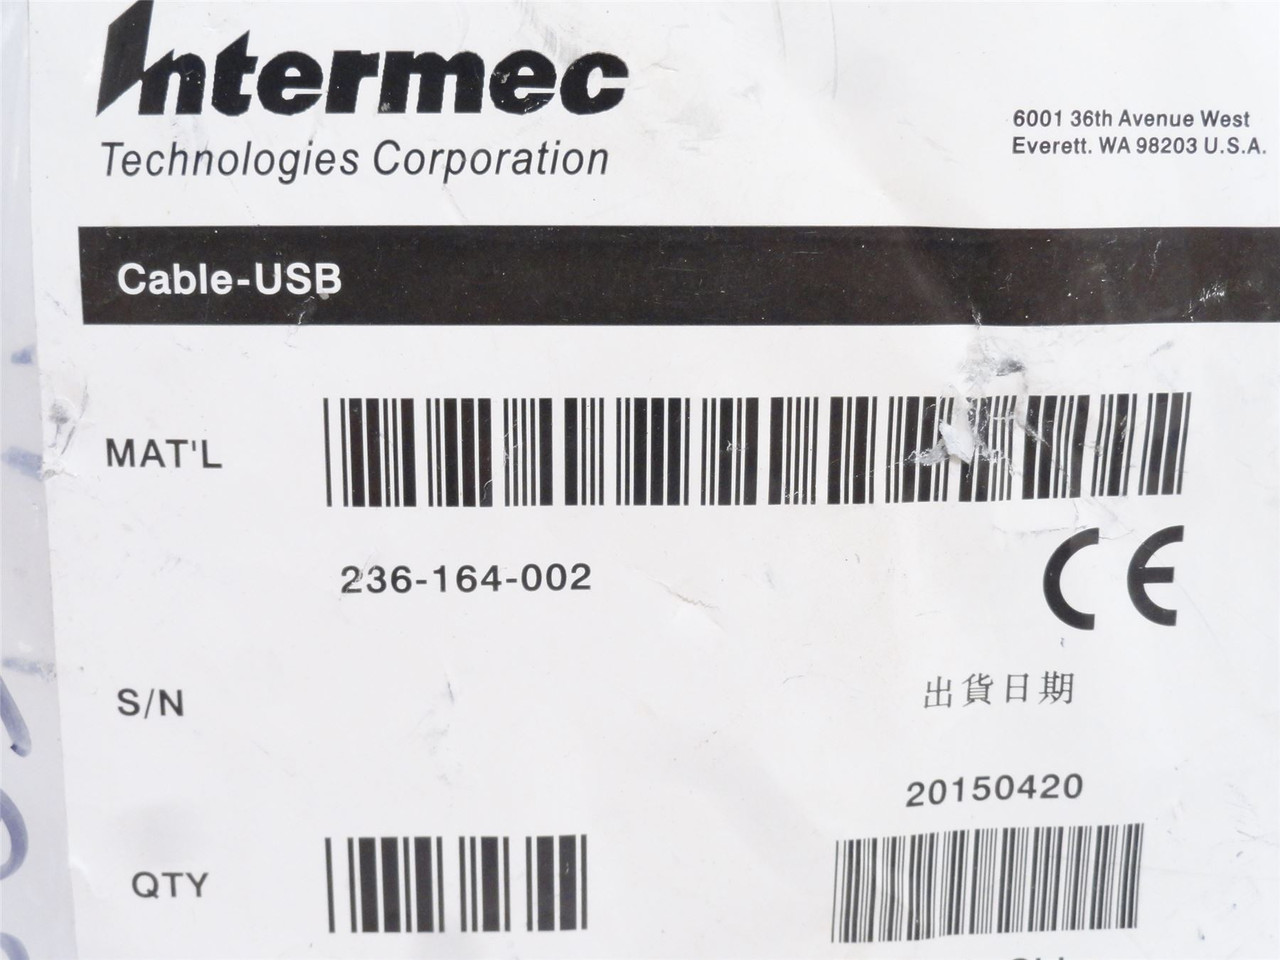 Intermec
Technologies Corporation
6001 36th Avenue West
Everett. WA 98203 U.S.A.
Cable-USB
MAT'L
236-164-002
CE
S/N
出貨日期
20150420
QTY